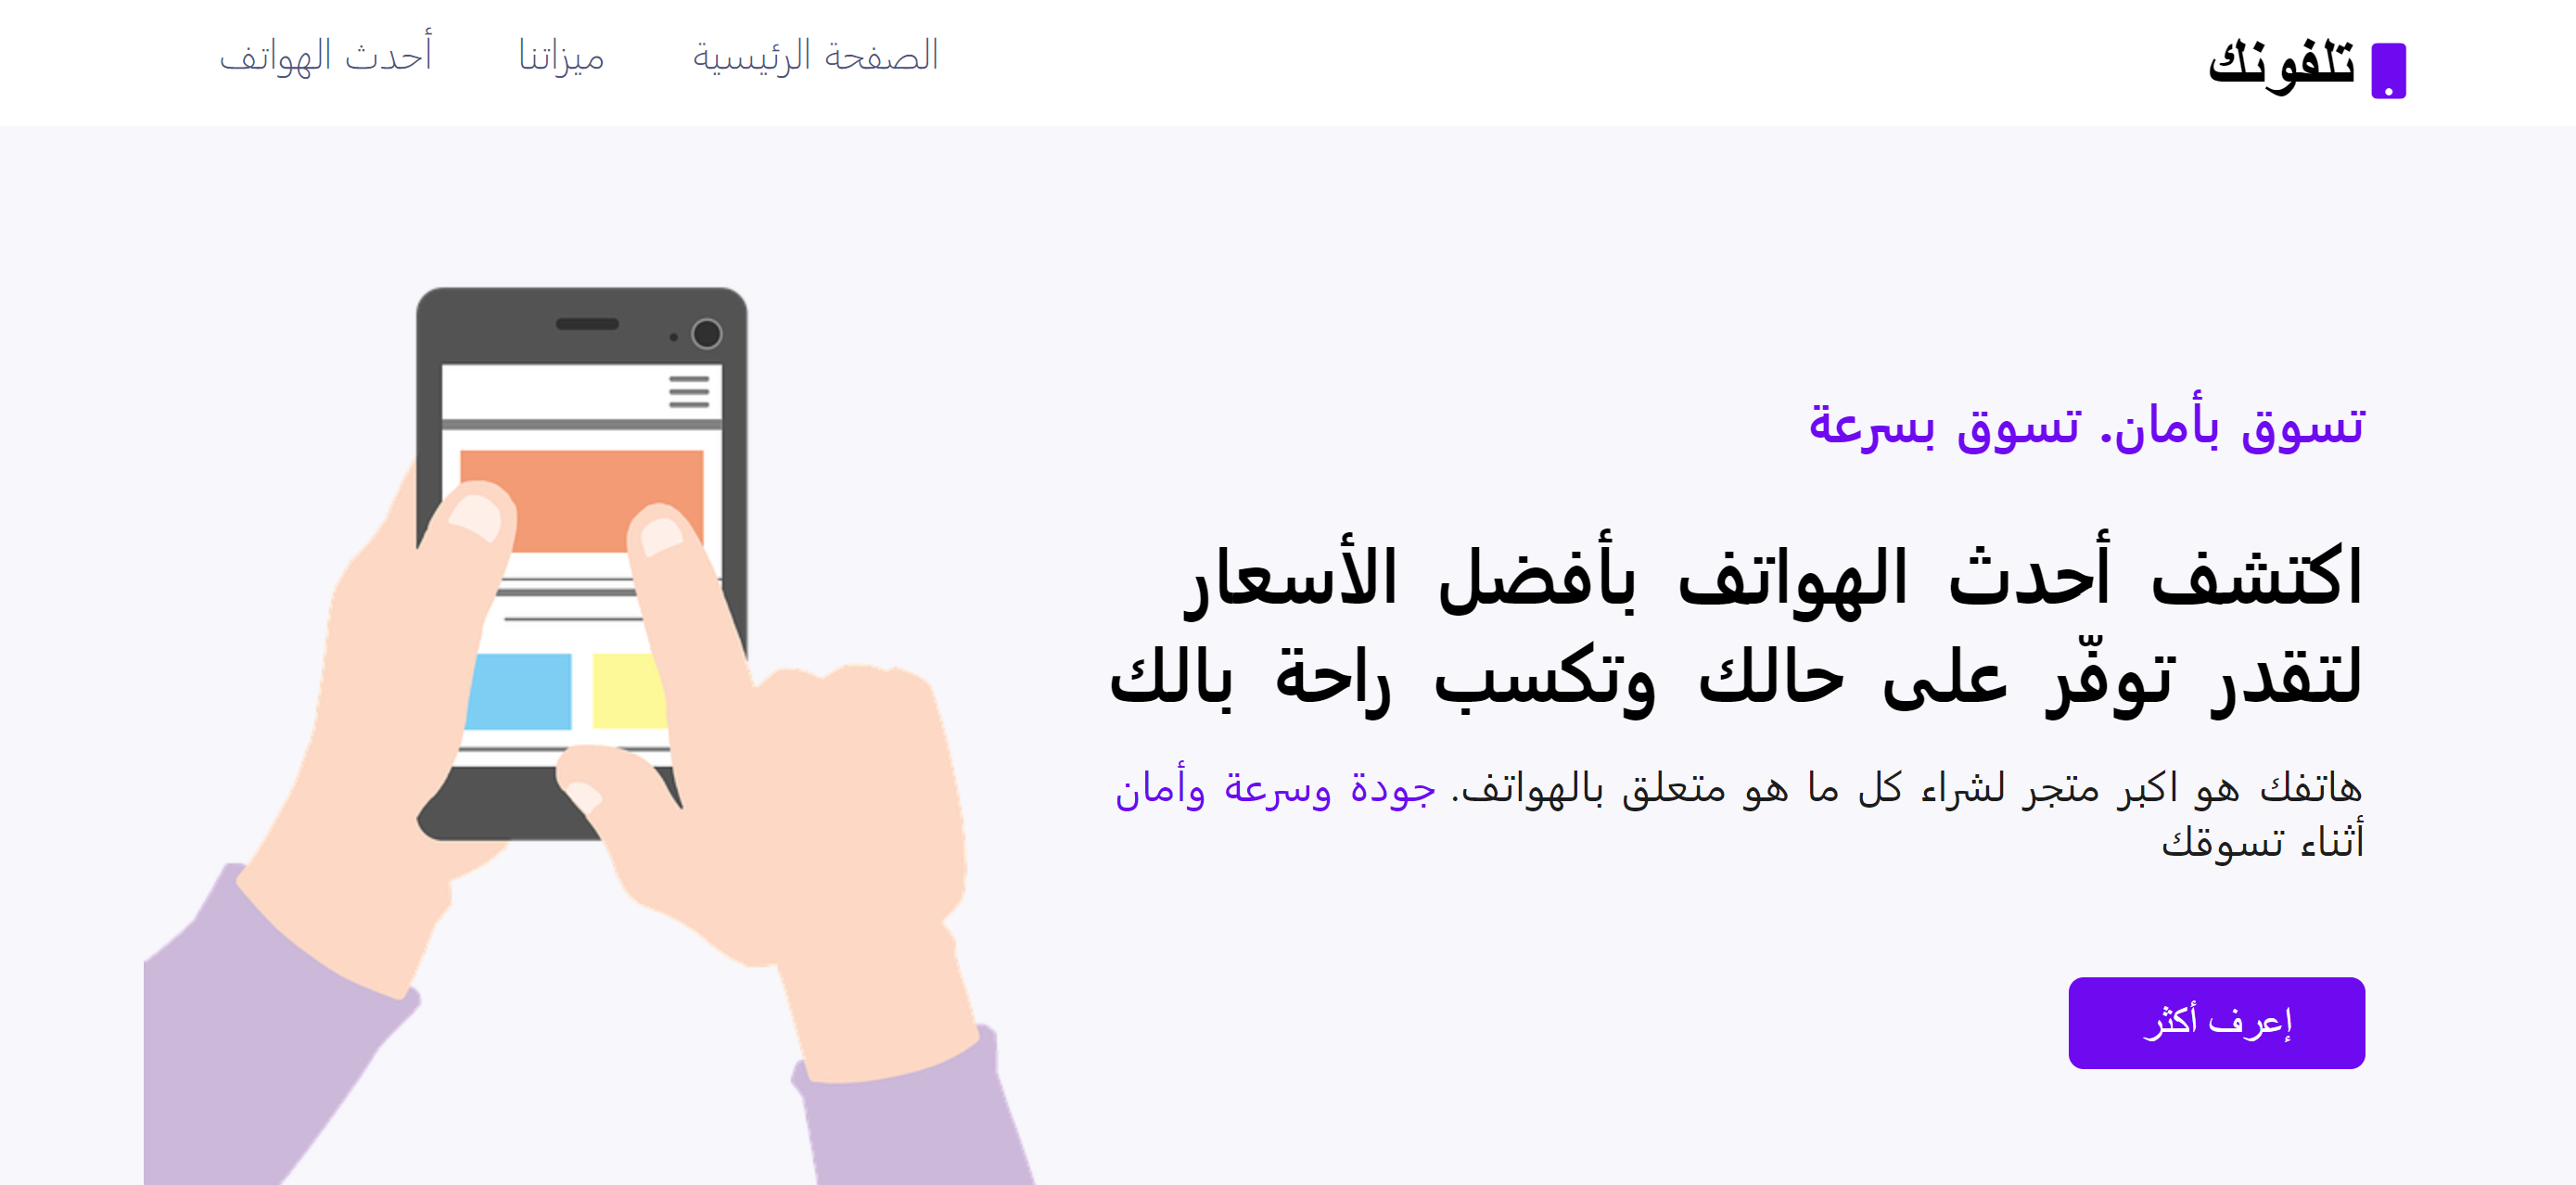 تلفونك
الصفحة الرئيسية
ميزاتنا
أحدث الهواتف
تسوق بأمان. تسوق بسرعة
اكتشف أحدث الهواتف بأفضل الأسعار
لتقدر توفّر على حالك وتكسب راحة بالك
هاتفك هو اكبر متجر لشراء كل ما هو متعلق بالهواتف. جودة وسرعة وأمان
أثناء تسوقك
إعرف أكثر